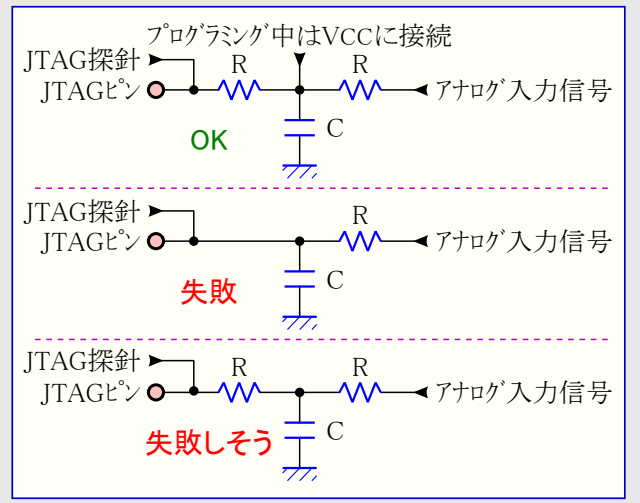 プログラミング中はVCCに接続
JTAG探針 R R
JTAGピン アナログ入力信号
C
OK
JTAG探針 R
JTAGピン アナログ入力信号
C
失敗
JTAG探針 R R
JTAGピン アナログ入力信号
C
失敗しそう